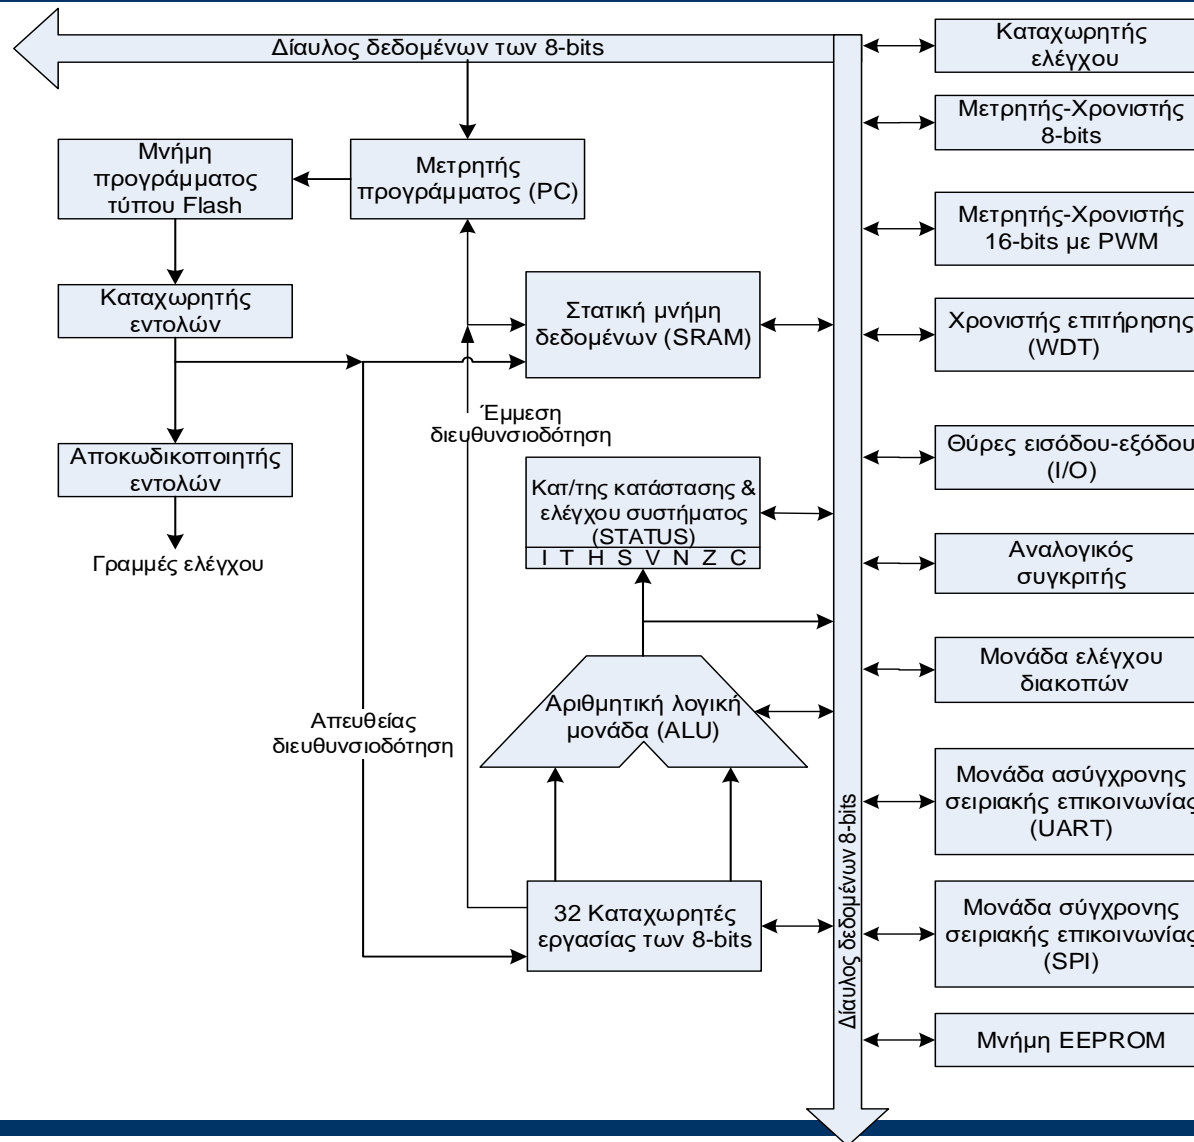 Δίαυλος δεδομένων των 8-bits
Μνήμη
προγράμματος
τύπου Flash
Μετρητής
προγράμματος (PC)
Καταχωρητής
εντολών
Στατική μνήμη
δεδομένων (SRAM)
Έμμεση
διευθυνσιοδότηση
Αποκωδικοποιητής
εντολών
Γραμμές ελέγχου
Κατ/της κατάστασης &
ελέγχου συστήματος
(STATUS)
I T H S V N Z C
Απευθείας
διευθυνσιοδότηση
Αριθμητική λογική
μονάδα (ALU)
32 Καταχωρητές
εργασίας των 8-bits
Δίαυλος δεδομένων 8-bits
Καταχωρητής
ελέγχου
Μετρητής-Χρονιστής
8-bits
Μετρητής-Χρονιστής
16-bits με PWM
Χρονιστής επιτήρησης
(WDT)
Θύρες εισόδου-εξόδου
(I/O)
Αναλογικός
συγκριτής
Μονάδα ελέγχου
διακοπών
Μονάδα ασύγχρονης
σειριακής επικοινωνίας
(UART)
Μονάδα σύγχρονης
σειριακής επικοινωνίας
(SPI)
Μνήμη EEPROM